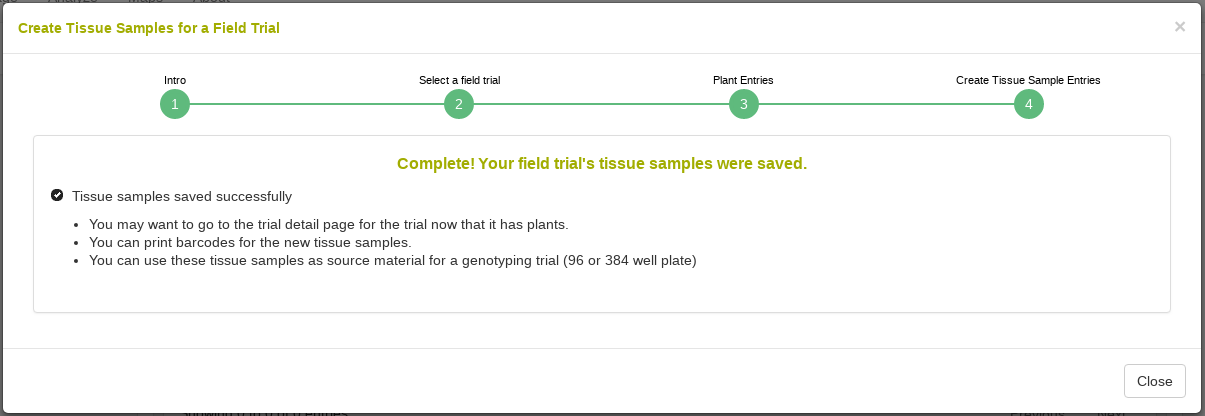 Create Tissue Samples for a Field Trial
×
Intro
Select a field trial
Plant Entries
Create Tissue Sample Entries
1
2
3
4
Complete! Your field trial's tissue samples were saved.
Tissue samples saved successfully
• You may want to go to the trial detail page for the trial now that it has plants.
• You can print barcodes for the new tissue samples.
• You can use these tissue samples as source material for a genotyping trial (96 or 384 well plate)
Close